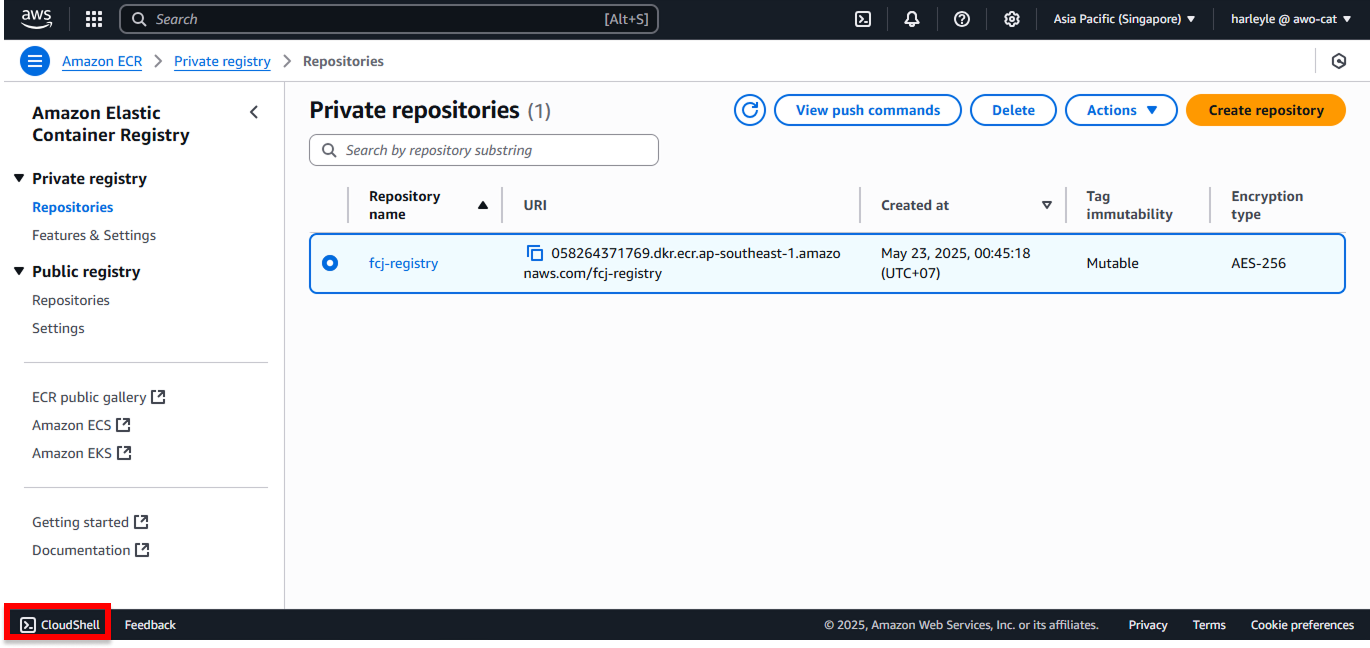 aws
Search [Alt+S]
Asia Pacific (Singapore)
harleyle @ awo-cat
Amazon ECR
Private registry
Repositories
Amazon Elastic
Container Registry
Private registry
Repositories
Features & Settings
Public registry
Repositories
Settings
ECR public gallery
Amazon ECS
Amazon EKS
Getting started
Documentation
Private repositories (1)
View push commands
Delete
Actions
Create repository
Search by repository substring
Repository
name
URI
Created at
Tag
immutability
Encryption
type
fcj-registry
058264371769.dkr.ecr.ap-southeast-1.amazo
naws.com/fcj-registry
May 23, 2025, 00:45:18
(UTC+07)
Mutable
AES-256
CloudShell
Feedback
© 2025, Amazon Web Services, Inc. or its affiliates.
Privacy
Terms
Cookie preferences